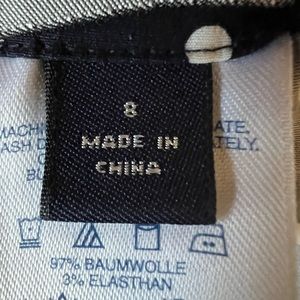 8
MADE IN
CHINA
97% BAUMWOLLE
3% ELASTHAN